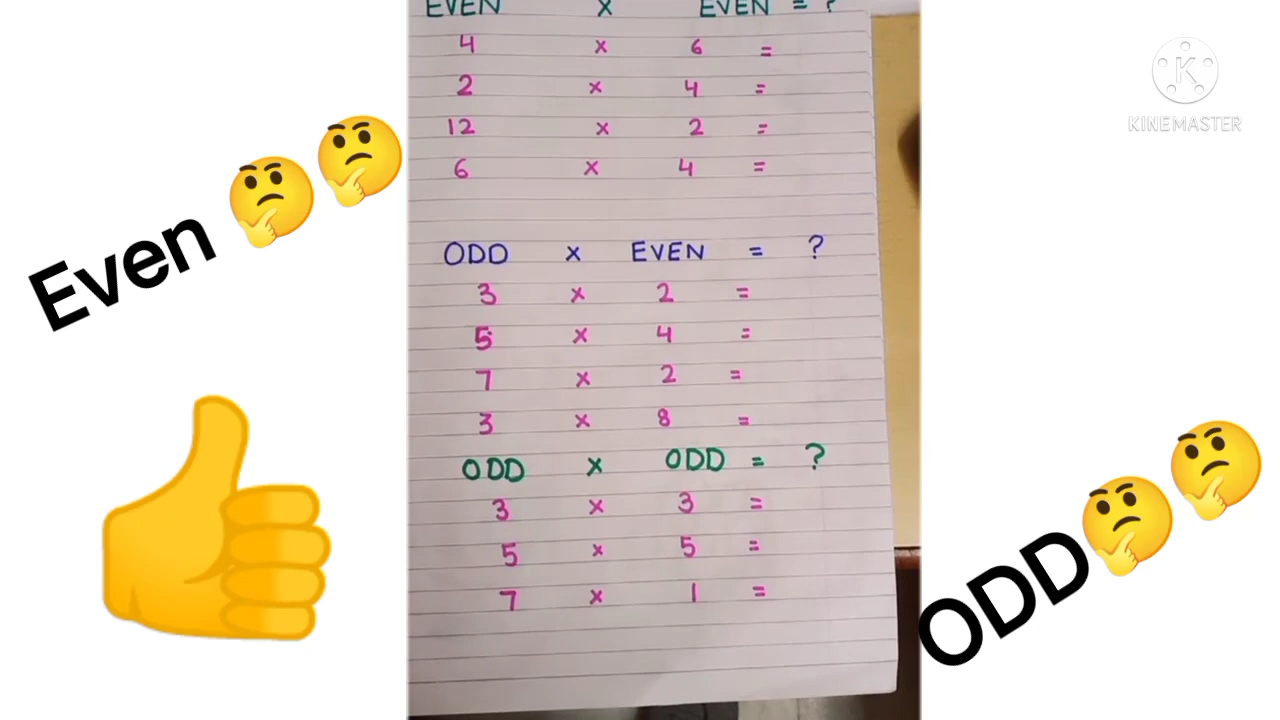 EVEN X EVEN = ?
4 x 6 =
2 x 4 =
12 x 2 =
6 x 4 =
ODD x EVEN = ?
3 x 2 =
5 x 4 =
7 x 2 =
3 x 8 =
ODD x ODD = ?
3 x 3 =
5 x 5 =
7 x 1 =
Even 🤔🤔
ODD🤔🤔
K
KINEMASTER